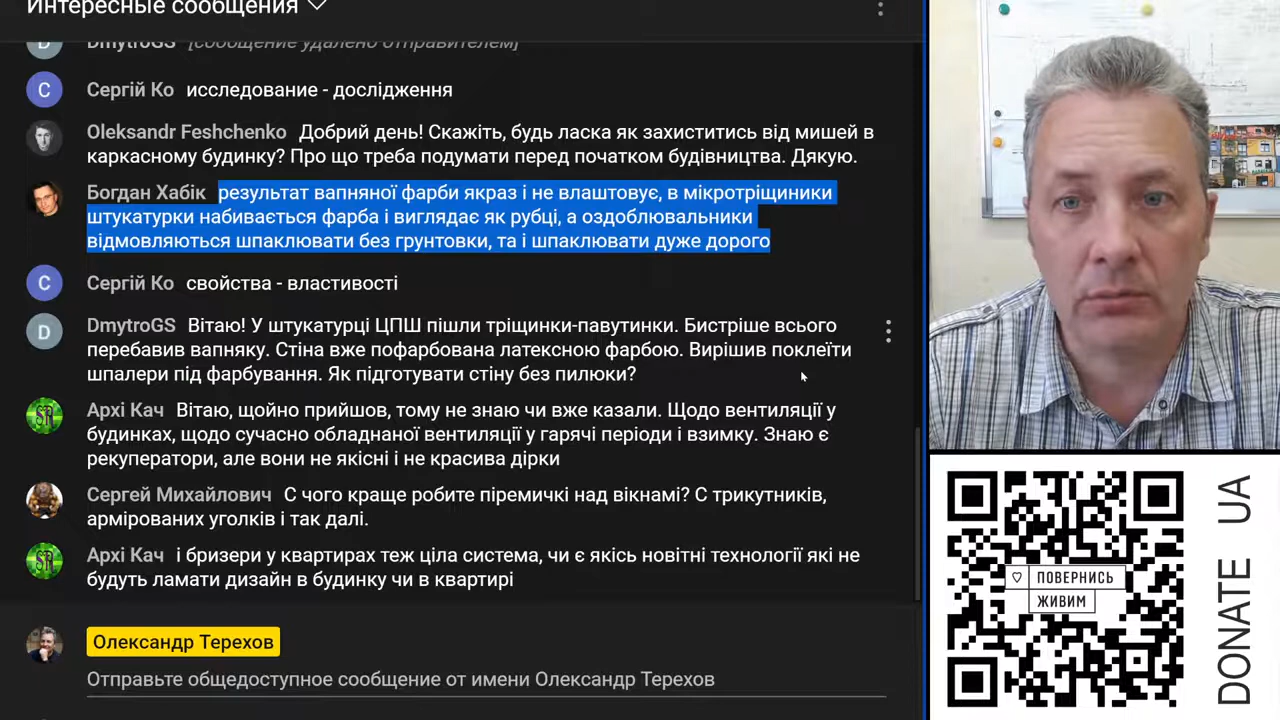 Интересные сообщения
D DmytroGS [сообщение удалено отправителем]
С Сергій Ко исследование - дослідження
Oleksandr Feshchenko Добрий день! Скажіть, будь ласка як захиститись від мишей в
каркасному будинку? Про що треба подумати перед початком будівництва. Дякую.
Богдан Хабік результат вапняної фарби якраз і не влаштовує, в мікротріщиники
штукатурки набивається фарба і виглядає як рубці, а оздоблювальники
відмовляються шпаклювати без грунтовки, та і шпаклювати дуже дорого
С Сергій Ко свойства - властивості
D DmytroGS Вітаю! У штукатурці ЦПШ пішли тріщинки-павутинки. Бистріше всього
перебавив вапняку. Стіна вже пофарбована латексною фарбою. Вирішив поклеїти
шпалери під фарбування. Як підготувати стіну без пилюки?
Архі Кач Вітаю, щойно прийшов, тому не знаю чи вже казали. Щодо вентиляції у
будинках, щодо сучасно обладнаної вентиляції у гарячі періоди і взимку. Знаю є
рекуператори, але вони не якісні і не красива дірки
Сергей Михайлович С чого краще робите піремичкі над вікнамі? С трикутників,
армірованих уголків і так далі.
Архі Кач і бризери у квартирах теж ціла система, чи є якісь новітні технології які не
будуть ламати дизайн в будинку чи в квартирі
Олександр Терехов
Отправьте общедоступное сообщение от имени Олександр Терехов
ПОВЕРНИСЬ
ЖИВИМ
DONATE UA